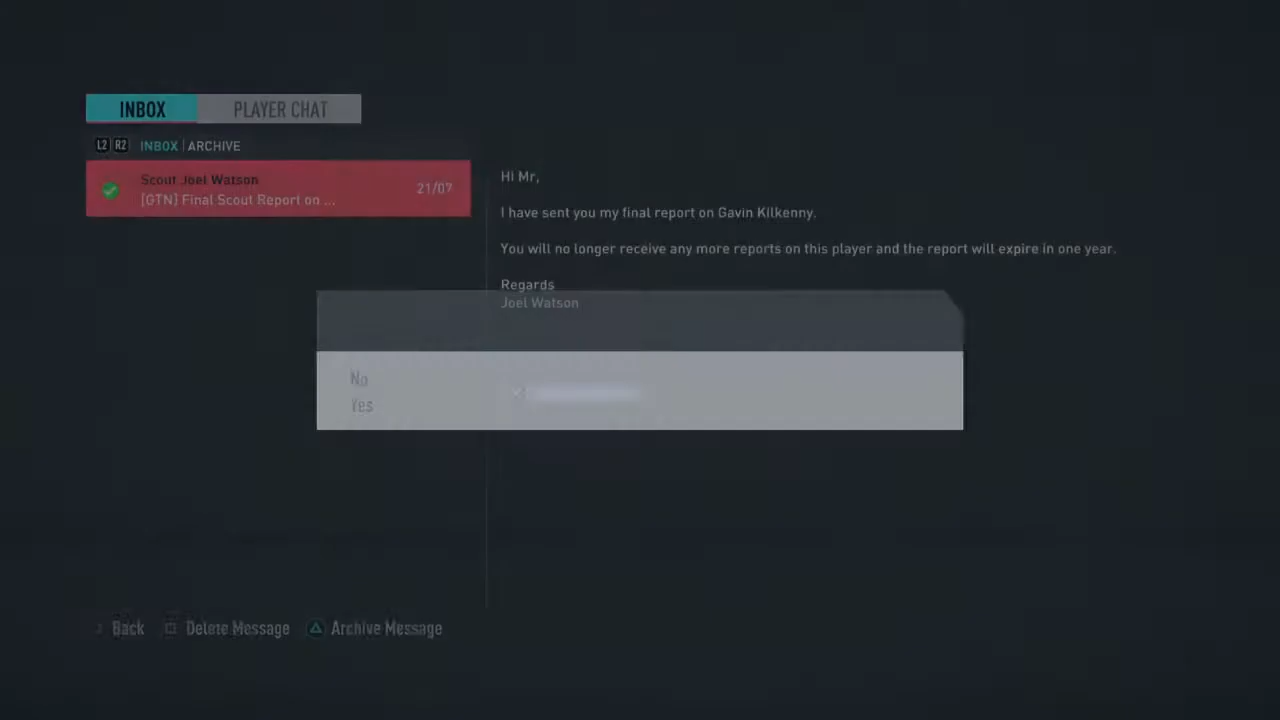 INBOX PLAYER CHAT
L2 R2 INBOX | ARCHIVE
Scout Joel Watson
[GTN] Final Scout Report on ...
21/07
Hi Mr,
I have sent you my final report on Gavin Kilkenny.
You will no longer receive any more reports on this player and the report will expire in one year.
Regards
Joel Watson
No
Yes
Back Delete Message Archive Message